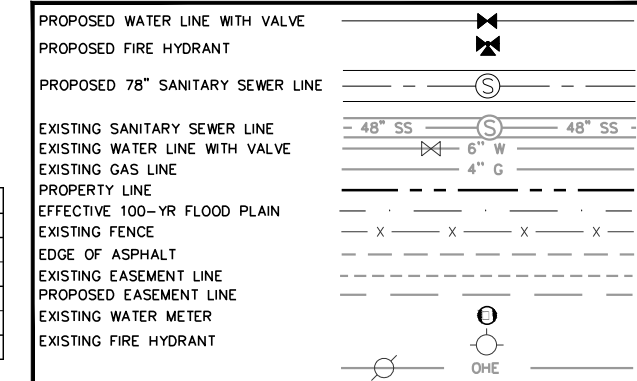 PROPOSED WATER LINE WITH VALVE
PROPOSED FIRE HYDRANT
PROPOSED 78" SANITARY SEWER LINE S
EXISTING SANITARY SEWER LINE 48" SS S 48" SS
EXISTING WATER LINE WITH VALVE 6" W
EXISTING GAS LINE 4" G
PROPERTY LINE
EFFECTIVE 100-YR FLOOD PLAIN
EXISTING FENCE X X X X
EDGE OF ASPHALT
EXISTING EASEMENT LINE
PROPOSED EASEMENT LINE
EXISTING WATER METER
EXISTING FIRE HYDRANT
OHE